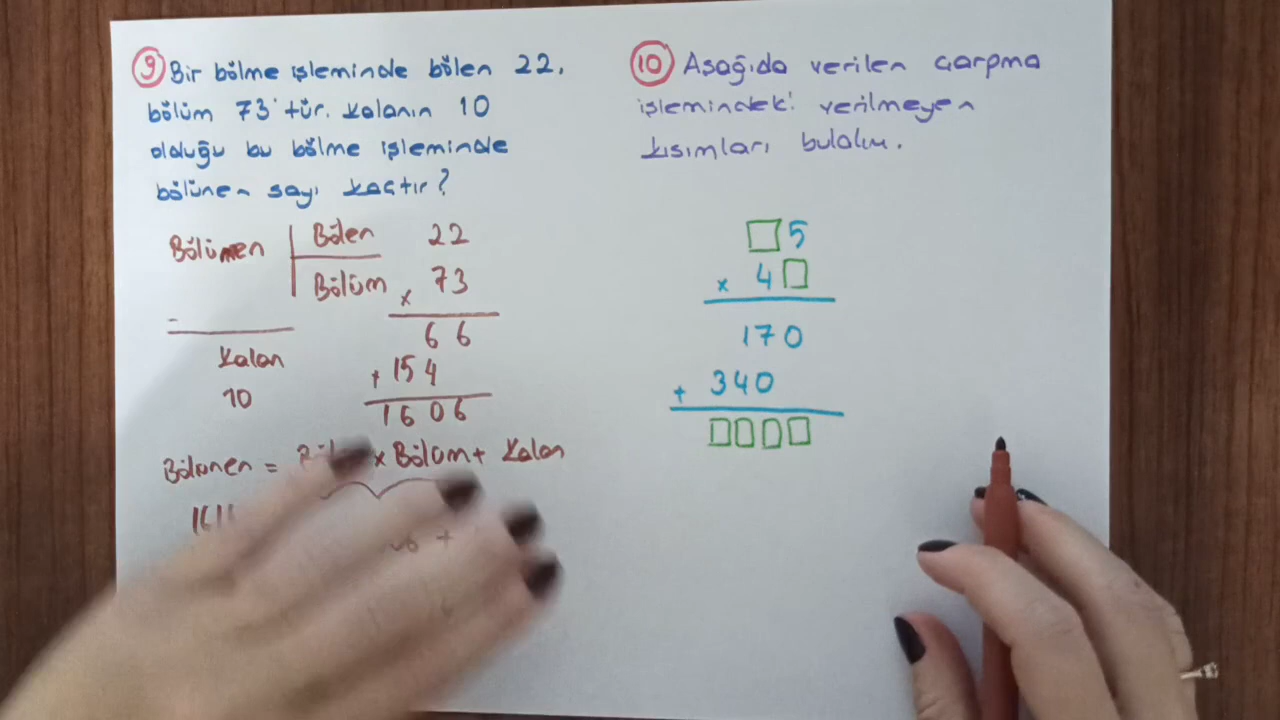 9 Bir bölme işleminde bölen 22,
bölüm 73'tür. Kalanın 10
olduğu bu bölme işleminde
bölünen sayı kaçtır?
Bölünen | Bölen
Bölüm
-
Kalan
10
22
x 73
66
+ 154
1606
Bölünen = x Bölüm + Kalan
+
10 Aşağıda verilen çarpma
işlemindeki verilmeyen
kısımları bulalım.
□5
x 4□
170
+ 340
□□□□